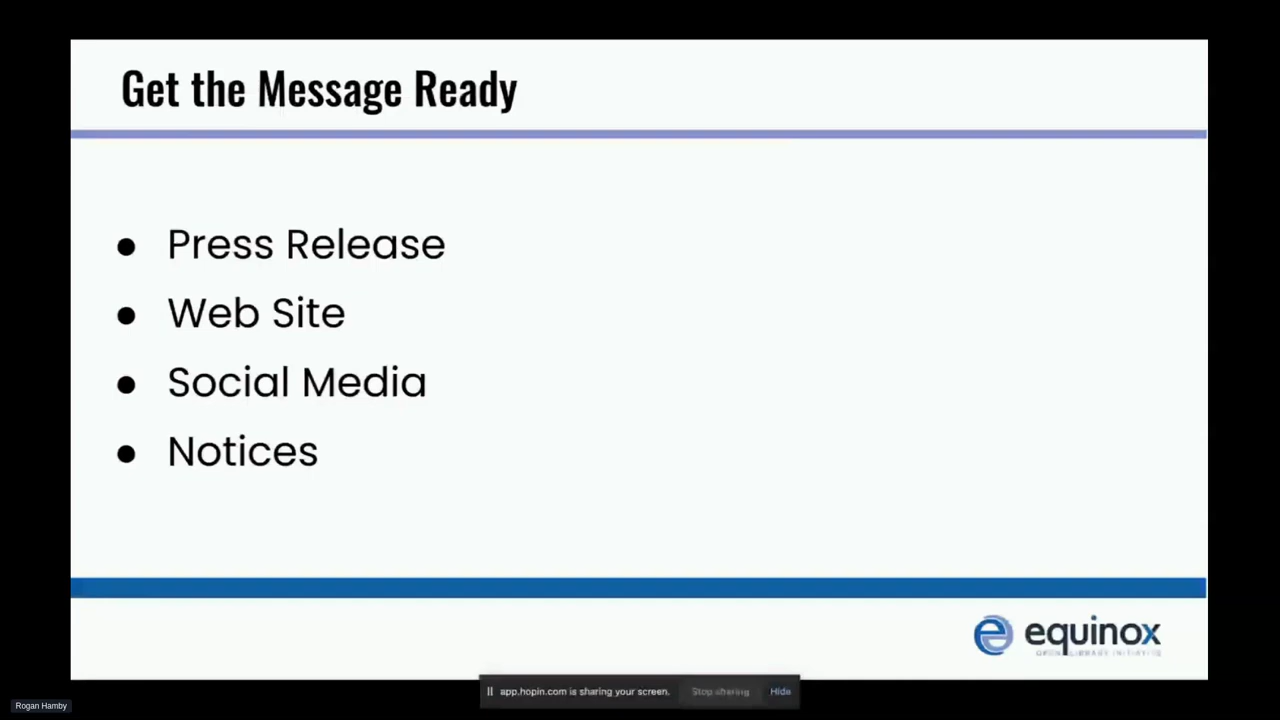 Get the Message Ready
● Press Release
● Web Site
● Social Media
● Notices
equinox
OPEN LIBRARY INITIATIVE
app.hopin.com is sharing your screen. Stop sharing Hide
Rogan Hamby